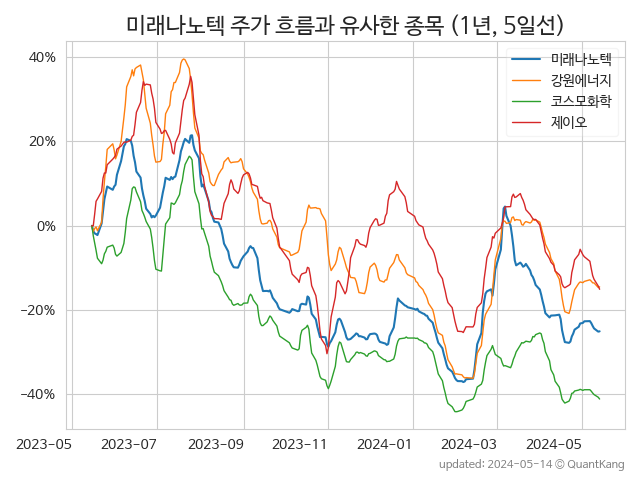 미래나노텍 주가 흐름과 유사한 종목 (1년, 5일선)
미래나노텍
강원에너지
코스모화학
제이오
40%
20%
0%
−20%
−40%
2023-05 2023-07 2023-09 2023-11 2024-01 2024-03 2024-05
updated: 2024-05-14 © QuantKang